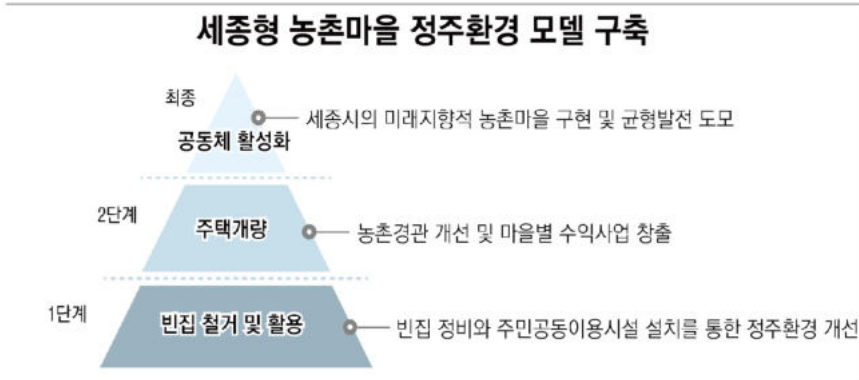 세종형 농촌마을 정주환경 모델 구축
최종
공동체 활성화
세종시의 미래지향적 농촌마을 구현 및 균형발전 도모
2단계
주택개량
농촌경관 개선 및 마을별 수익사업 창출
1단계
빈집 철거 및 활용
빈집 정비와 주민공동이용시설 설치를 통한 정주환경 개선